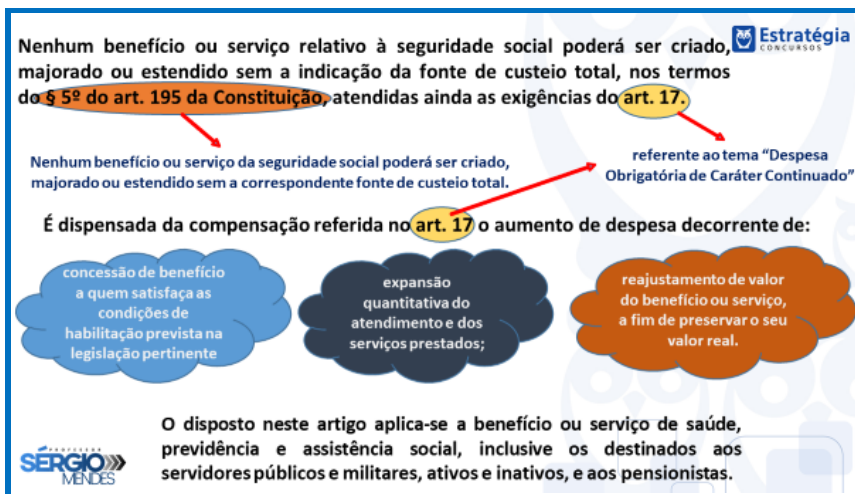 Nenhum benefício ou serviço relativo à seguridade social poderá ser criado,
majorado ou estendido sem a indicação da fonte de custeio total, nos termos
do § 5º do art. 195 da Constituição, atendidas ainda as exigências do art. 17.
Estratégia
CONCURSOS
Nenhum benefício ou serviço da seguridade social poderá ser criado,
majorado ou estendido sem a correspondente fonte de custeio total.
referente ao tema “Despesa
Obrigatória de Caráter Continuado”
É dispensada da compensação referida no art. 17 o aumento de despesa decorrente de:
concessão de benefício
a quem satisfaça as
condições de
habilitação prevista na
legislação pertinente
expansão
quantitativa do
atendimento e dos
serviços prestados;
reajustamento de valor
do benefício ou serviço,
a fim de preservar o seu
valor real.
O disposto neste artigo aplica-se a benefício ou serviço de saúde,
previdência e assistência social, inclusive os destinados aos
servidores públicos e militares, ativos e inativos, e aos pensionistas.
PROFESSOR
SÉRGIO
MENDES